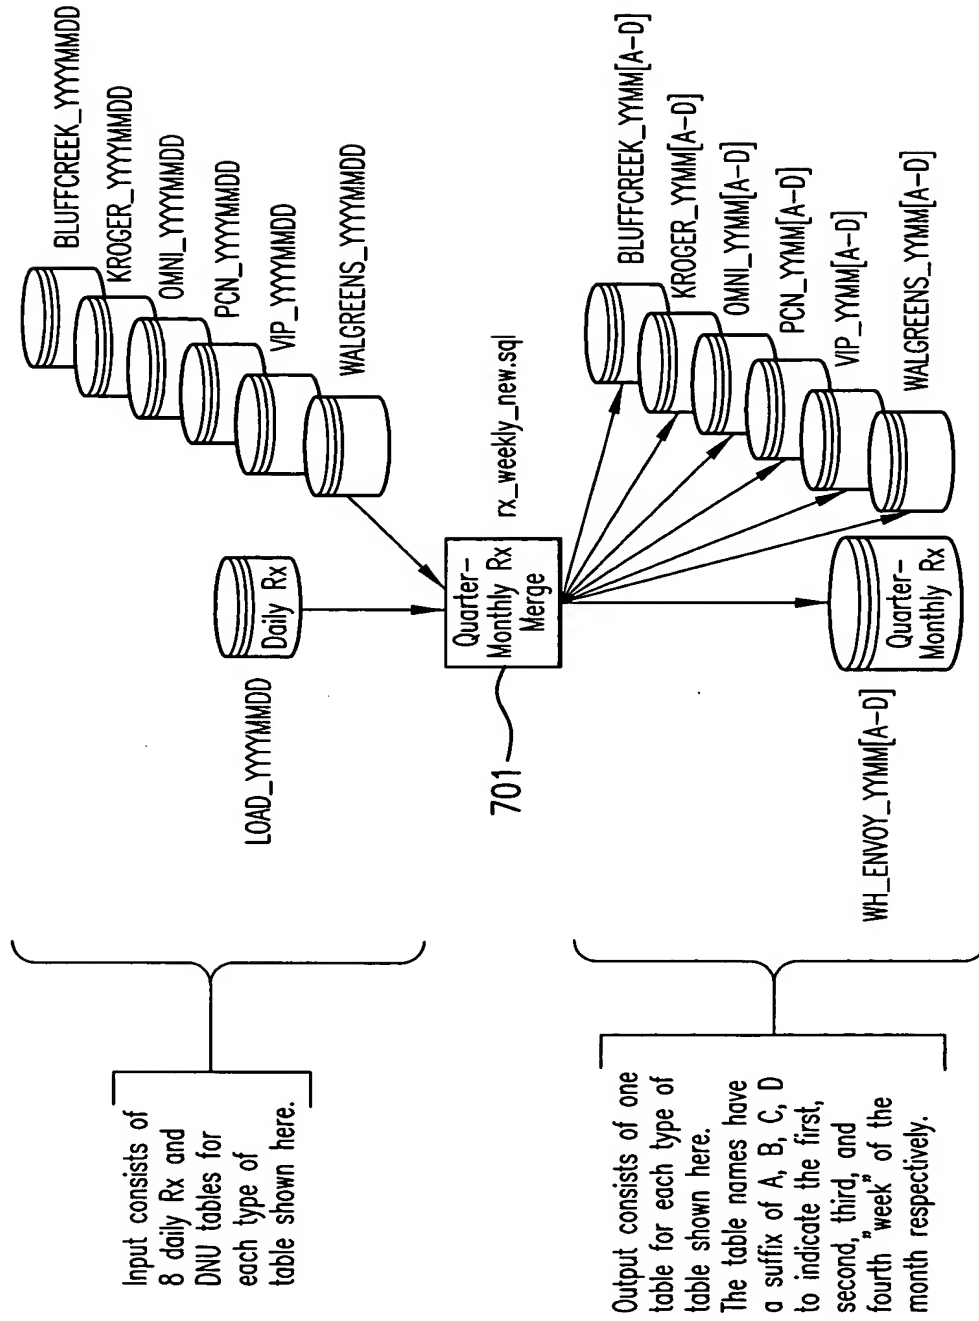 Input consists of
8 daily Rx and
DNU tables for
each type of
table shown here.
LOAD_YYYYMMDD
Daily Rx
BLUFFCREEK_YYYYMMDD
KROGER_YYYYMMDD
OMNI_YYYYMMDD
PCN_YYYYMMDD
VIP_YYYYMMDD
WALGREENS_YYYYMMDD
701
Quarter-
Monthly Rx
Merge
rx_weekly_new.sql
Output consists of one
table for each type of
table shown here.
The table names have
a suffix of A, B, C, D
to indicate the first,
second, third, and
fourth "week" of the
month respectively.
WH_ENVOY_YYMM[A-D]
Quarter-
Monthly Rx
BLUFFCREEK_YYMM[A-D]
KROGER_YYMM[A-D]
OMNI_YYMM[A-D]
PCN_YYMM[A-D]
VIP_YYMM[A-D]
WALGREENS_YYMM[A-D]